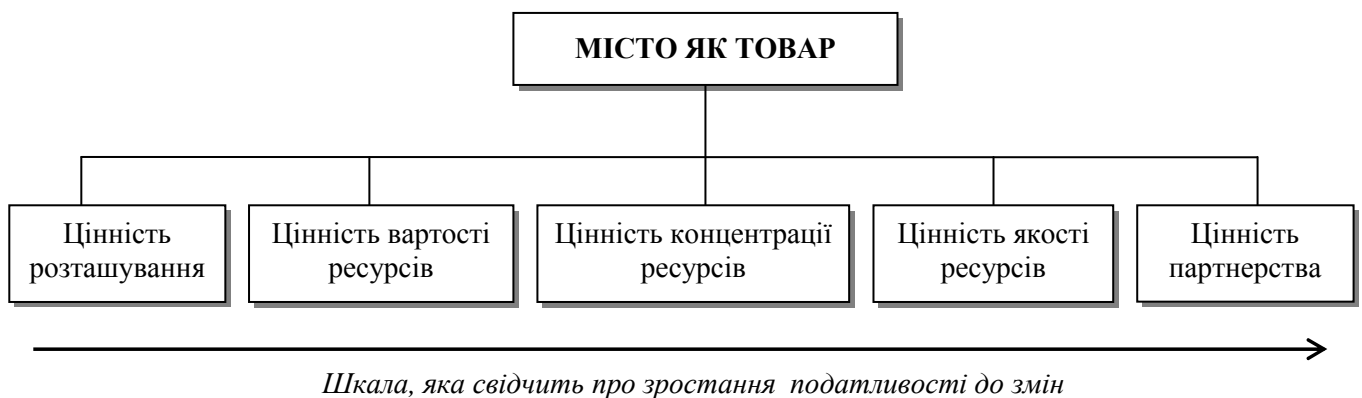 МІСТО ЯК ТОВАР
Цінність
розташування
Цінність вартості
ресурсів
Цінність концентрації
ресурсів
Цінність якості
ресурсів
Цінність
партнерства
Шкала, яка свідчить про зростання податливості до змін